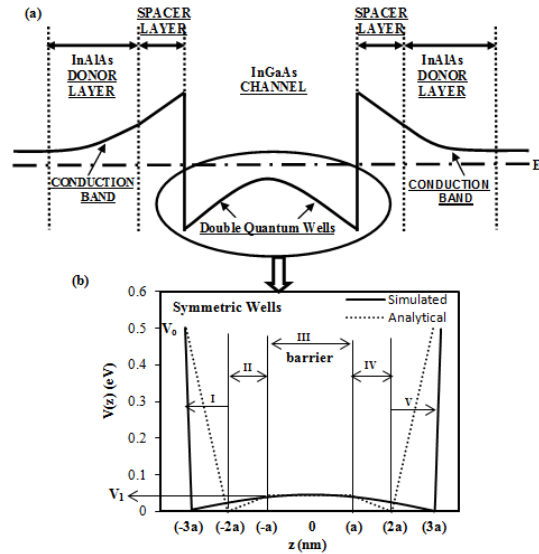 (a)
SPACER
LAYER
SPACER
LAYER
InAlAs
DONOR
LAYER
InGaAs
CHANNEL
InAlAs
DONOR
LAYER
CONDUCTION
BAND
CONDUCTION
BAND
Double Quantum Wells
(b)
0.6
0.5
0.4
0.3
0.2
0.1
0
V(z) (eV)
Symmetric Wells
Simulated
Analytical
V₀
III
barrier
II
IV
I
V
V₁
(-3a) (-2a) (-a) 0 (a) (2a) (3a)
z (nm)